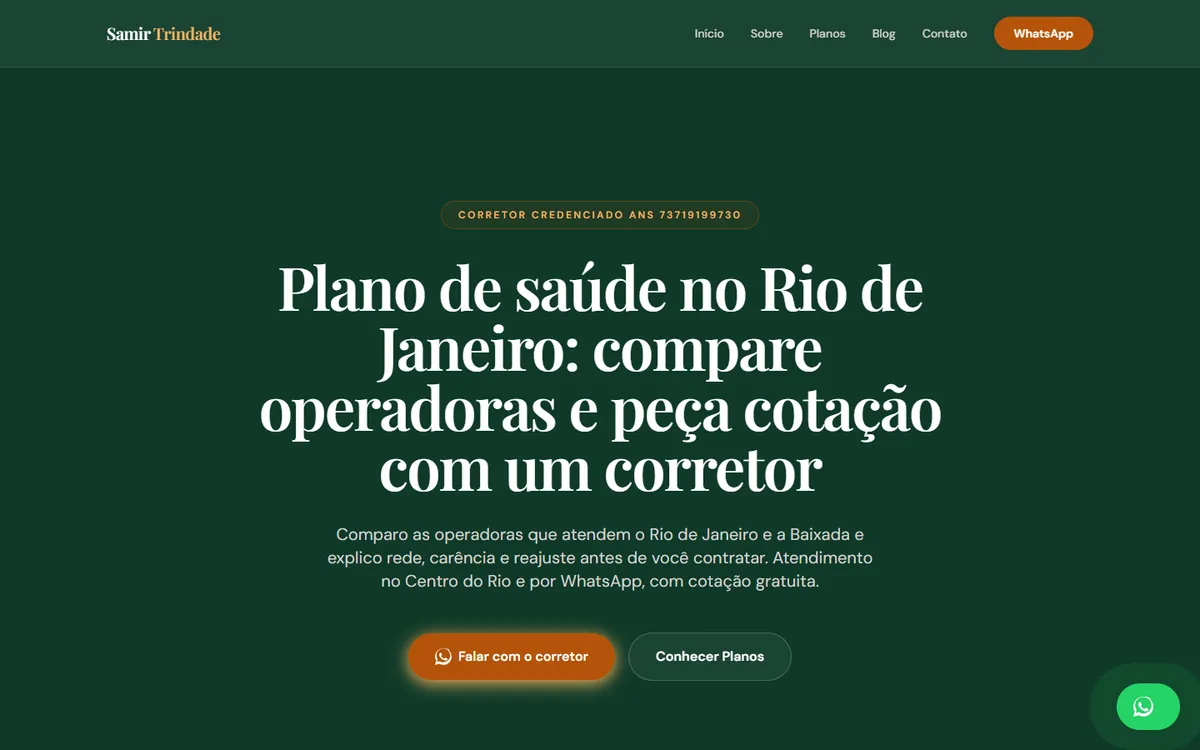 Samir Trindade
Início
Sobre
Planos
Blog
Contato
WhatsApp
CORRETOR CREDENCIADO ANS 73719199730
Plano de saúde no Rio de
Janeiro: compare
operadoras e peça cotação
com um corretor
Comparo as operadoras que atendem o Rio de Janeiro e a Baixada e
explico rede, carência e reajuste antes de você contratar. Atendimento
no Centro do Rio e por WhatsApp, com cotação gratuita.
Falar com o corretor
Conhecer Planos